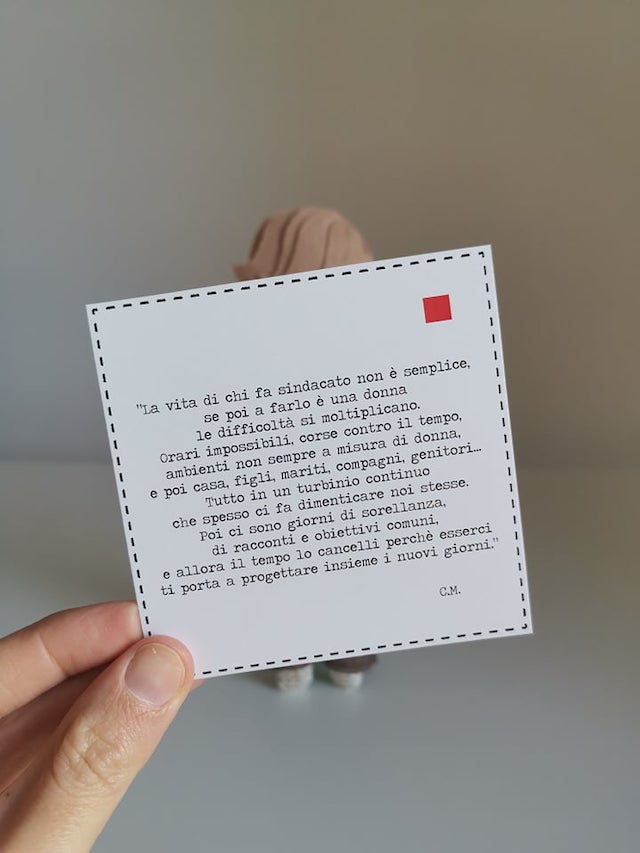 "La vita di chi fa sindacato non è semplice,
se poi a farlo è una donna
le difficoltà si moltiplicano.
Orari impossibili, corse contro il tempo,
ambienti non sempre a misura di donna,
e poi casa, figli, mariti, compagni, genitori...
Tutto in un turbinio continuo
che spesso ci fa dimenticare noi stesse.
Poi ci sono giorni di sorellanza,
di racconti e obiettivi comuni,
e allora il tempo lo cancelli perchè esserci
ti porta a progettare insieme i nuovi giorni."
C.M.